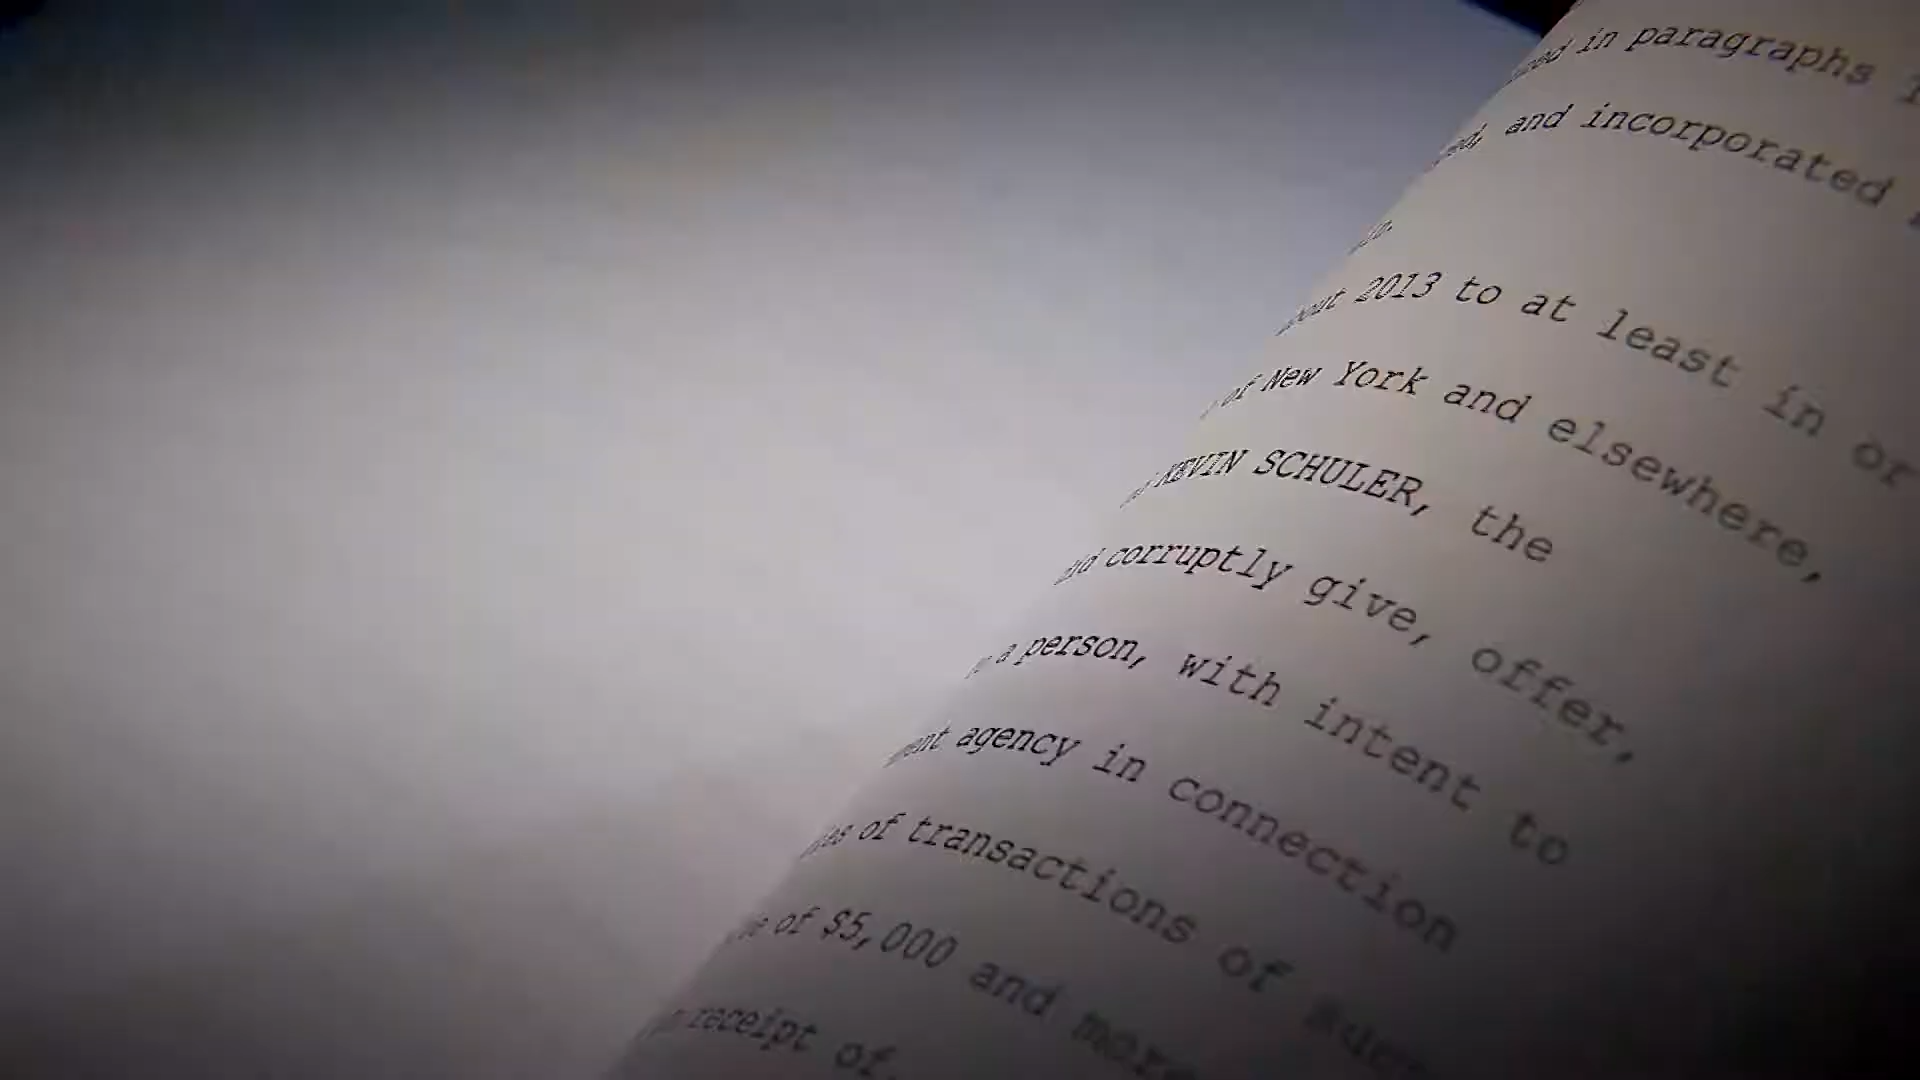 in paragraphs
and incorporated
2013 to at least in or
of New York and elsewhere,
KEVIN SCHULER, the
corruptly give, offer,
a person, with intent to
agency in connection
of transactions of
of $5,000 and more
receipt of,